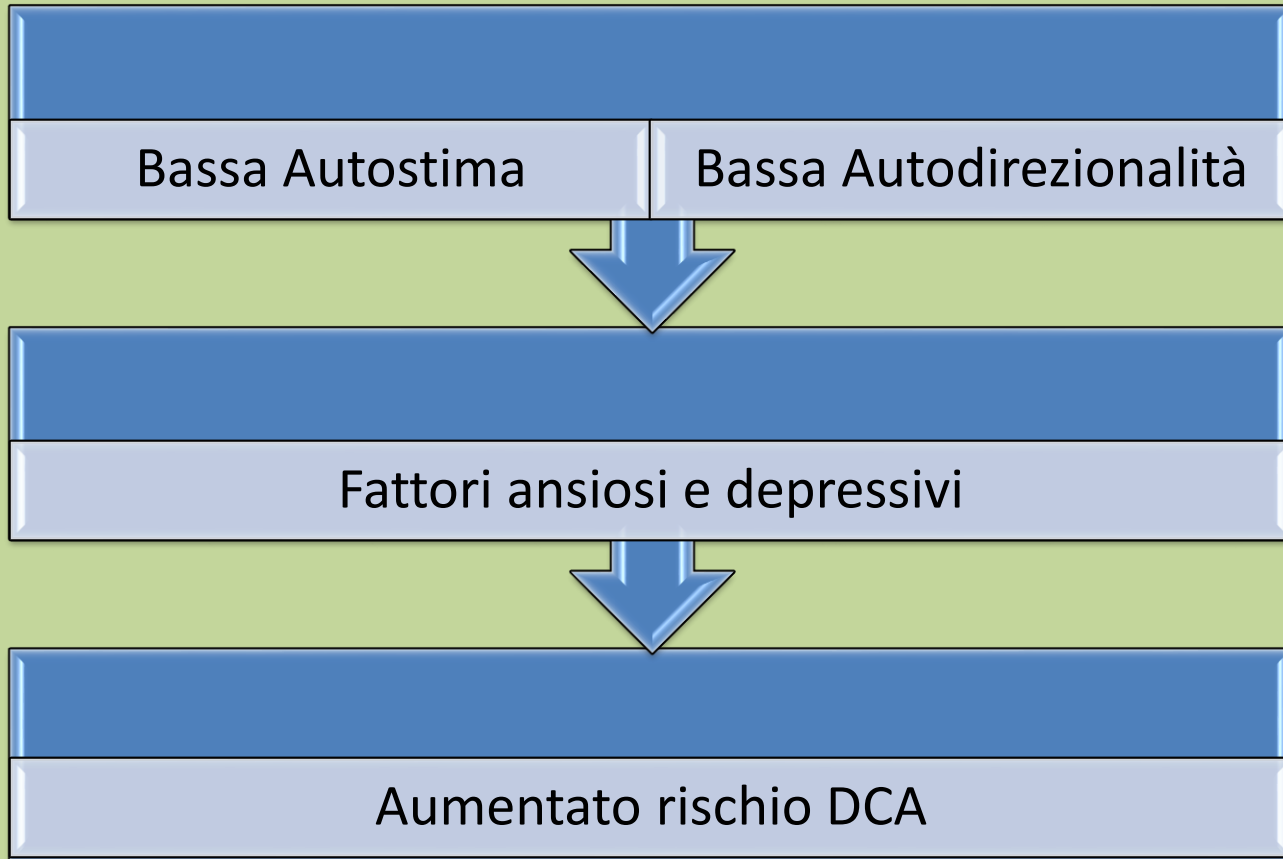 Bassa Autostima
Bassa Autodirezionalità
Fattori ansiosi e depressivi
Aumentato rischio DCA